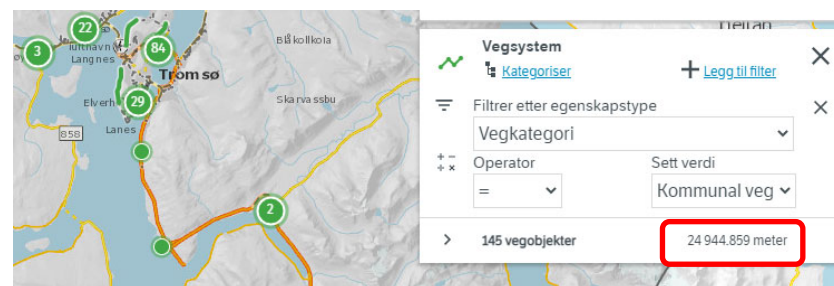 22
3
84
Langnes
Tromsø
Blåkollkola
Elverh
29
Skarvassbu
Lanes
858
2
Vegsystem
Kategoriser
Legg til filter
Filtrer etter egenskapstype
Vegkategori
Operator
Sett verdi
=
Kommunal veg
145 vegobjekter
24 944.859 meter